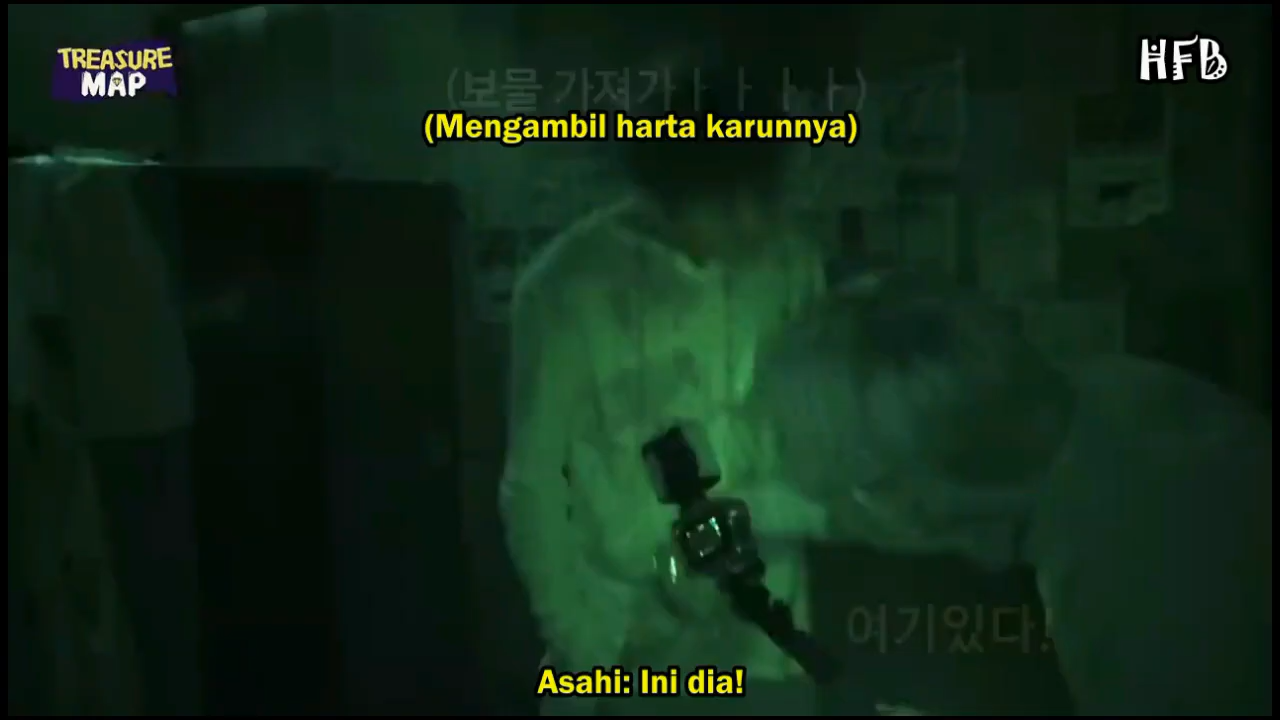 TREASURE
MAP
HFB
(보물 가져가ㅏㅏㅏㅏ)
(Mengambil harta karunnya)
여기있다!
Asahi: Ini dia!